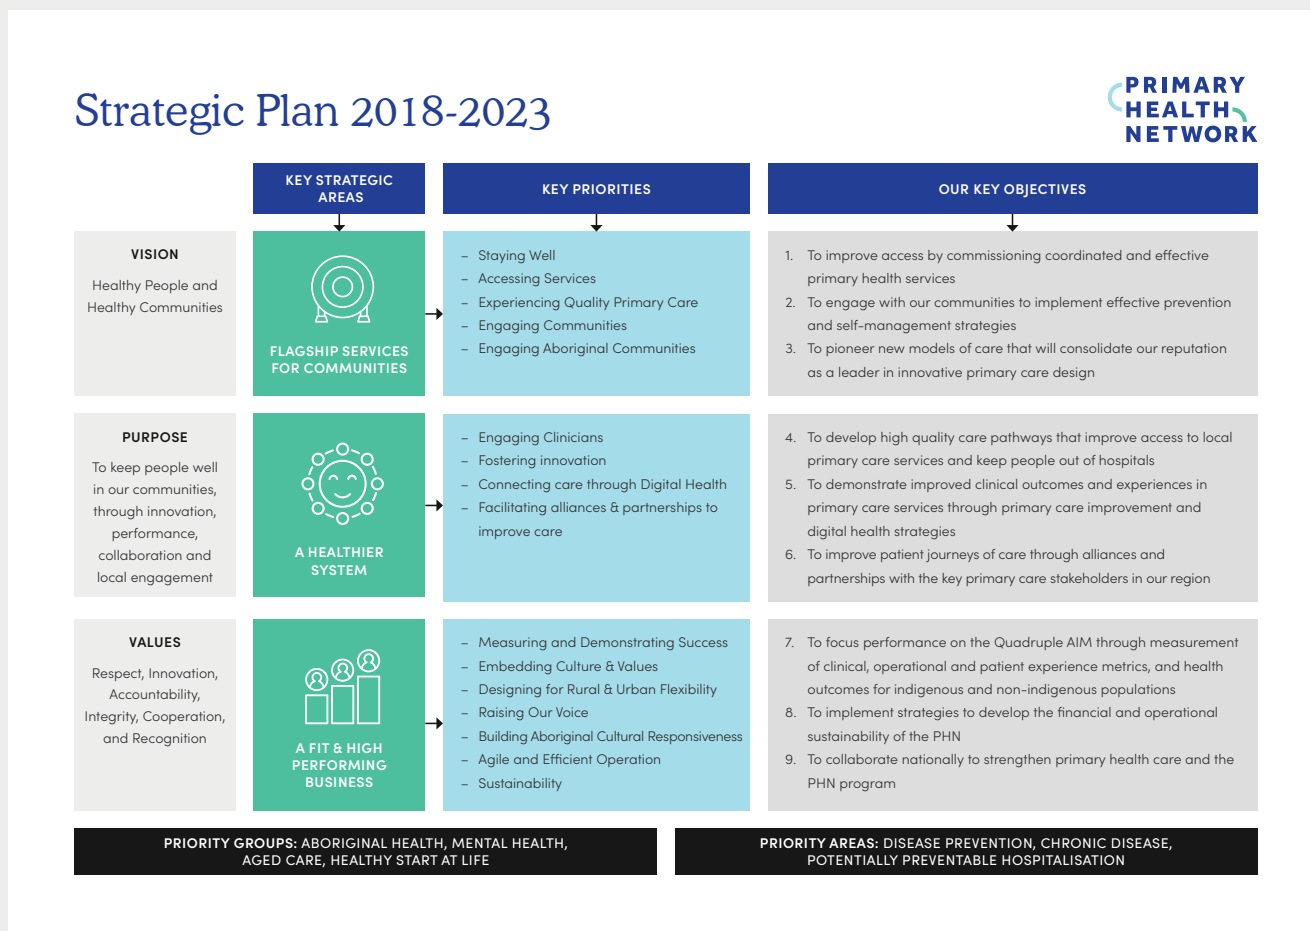 Strategic Plan 2018-2023
PRIMARY
HEALTH
NETWORK
KEY STRATEGIC
AREAS
KEY PRIORITIES
OUR KEY OBJECTIVES
VISION
Healthy People and
Healthy Communities
FLAGSHIP SERVICES
FOR COMMUNITIES
– Staying Well
– Accessing Services
– Experiencing Quality Primary Care
– Engaging Communities
– Engaging Aboriginal Communities
1. To improve access by commissioning coordinated and effective
primary health services
2. To engage with our communities to implement effective prevention
and self-management strategies
3. To pioneer new models of care that will consolidate our reputation
as a leader in innovative primary care design
PURPOSE
To keep people well
in our communities,
through innovation,
performance,
collaboration and
local engagement
A HEALTHIER
SYSTEM
– Engaging Clinicians
– Fostering innovation
– Connecting care through Digital Health
– Facilitating alliances & partnerships to
improve care
4. To develop high quality care pathways that improve access to local
primary care services and keep people out of hospitals
5. To demonstrate improved clinical outcomes and experiences in
primary care services through primary care improvement and
digital health strategies
6. To improve patient journeys of care through alliances and
partnerships with the key primary care stakeholders in our region
VALUES
Respect, Innovation,
Accountability,
Integrity, Cooperation,
and Recognition
A FIT & HIGH
PERFORMING
BUSINESS
– Measuring and Demonstrating Success
– Embedding Culture & Values
– Designing for Rural & Urban Flexibility
– Raising Our Voice
– Building Aboriginal Cultural Responsiveness
– Agile and Efficient Operation
– Sustainability
7. To focus performance on the Quadruple AIM through measurement
of clinical, operational and patient experience metrics, and health
outcomes for indigenous and non-indigenous populations
8. To implement strategies to develop the financial and operational
sustainability of the PHN
9. To collaborate nationally to strengthen primary health care and the
PHN program
PRIORITY GROUPS: ABORIGINAL HEALTH, MENTAL HEALTH,
AGED CARE, HEALTHY START AT LIFE
PRIORITY AREAS: DISEASE PREVENTION, CHRONIC DISEASE,
POTENTIALLY PREVENTABLE HOSPITALISATION